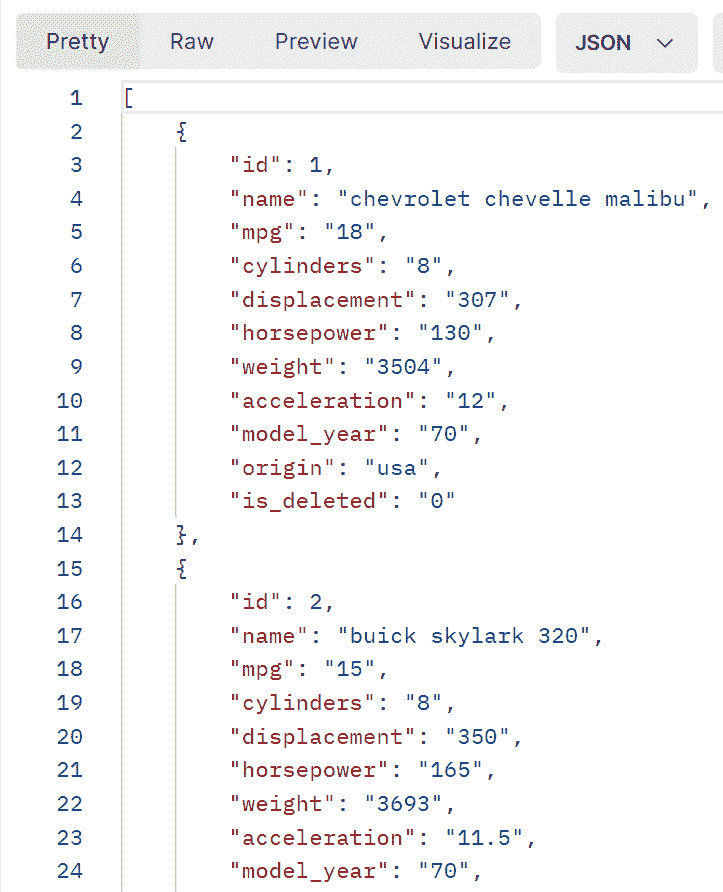 Pretty Raw Preview Visualize JSON
1 [
2 {
3 "id": 1,
4 "name": "chevrolet chevelle malibu",
5 "mpg": "18",
6 "cylinders": "8",
7 "displacement": "307",
8 "horsepower": "130",
9 "weight": "3504",
10 "acceleration": "12",
11 "model_year": "70",
12 "origin": "usa",
13 "is_deleted": "0"
14 },
15 {
16 "id": 2,
17 "name": "buick skylark 320",
18 "mpg": "15",
19 "cylinders": "8",
20 "displacement": "350",
21 "horsepower": "165",
22 "weight": "3693",
23 "acceleration": "11.5",
24 "model_year": "70",